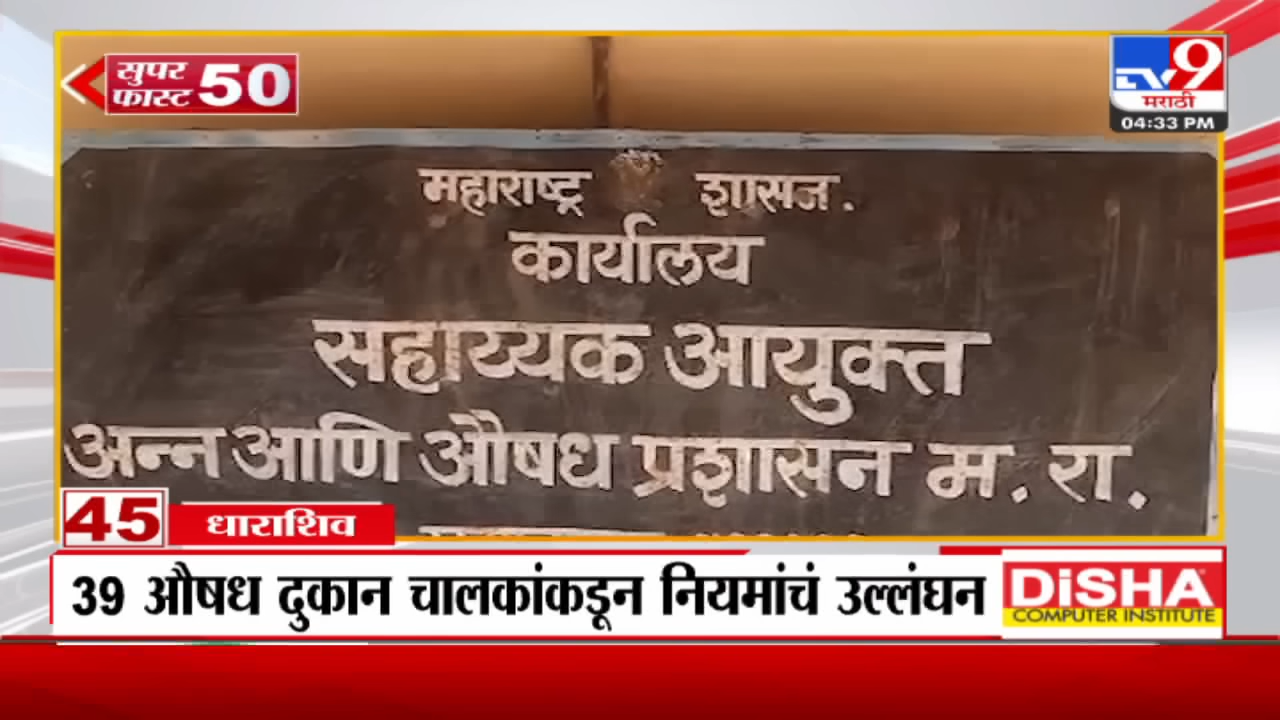 सुपर
फास्ट 50
TV9
मराठी
04:33 PM
महाराष्ट्र शासन.
कार्यालय
सहाय्यक आयुक्त
अन्न आणि औषध प्रशासन म. रा.
45 धाराशिव
39 औषध दुकान चालकांकडून नियमांचं उल्लंघन
DiSHA
COMPUTER INSTITUTE